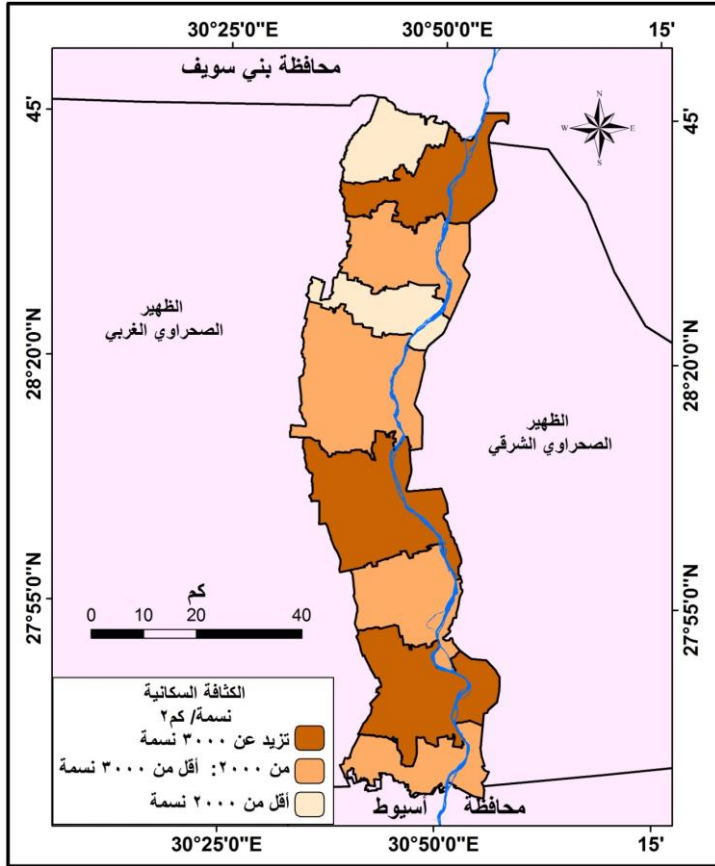 30°25'0"E 30°50'0"E 15'
محافظة بني سويف
45' 45'
N
W E
S
الظهير
الصحراوي الغربي
28°20'0"N 28°20'0"N
الظهير
الصحراوي الشرقي
27°55'0"N 27°55'0"N
كم
0 10 20 40
الكثافة السكانية
نسمة/ كم٢
تزيد عن ٣٠٠٠ نسمة
من ٢٠٠٠: أقل من ٣٠٠٠ نسمة
أقل من ٢٠٠٠ نسمة
محافظة أسيوط
30°25'0"E 30°50'0"E 15'